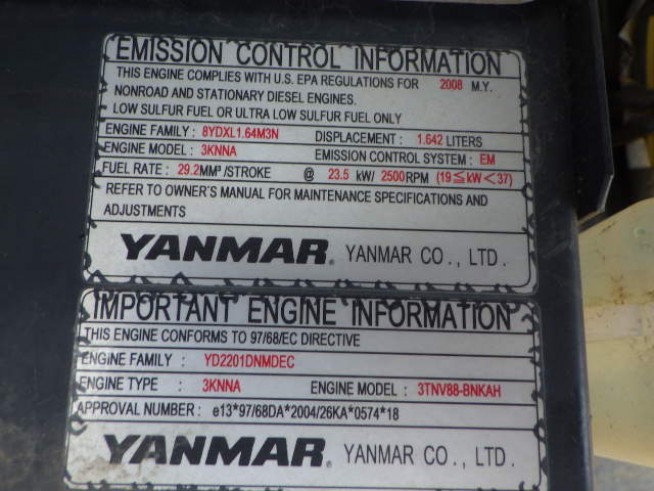 EMISSION CONTROL INFORMATION
THIS ENGINE COMPLIES WITH U.S. EPA REGULATIONS FOR 2008 M.Y.
NONROAD AND STATIONARY DIESEL ENGINES.
LOW SULFUR FUEL OR ULTRA LOW SULFUR FUEL ONLY
ENGINE FAMILY : 8YDXL1.64M3N DISPLACEMENT : 1.642 LITERS
ENGINE MODEL : 3KNNA EMISSION CONTROL SYSTEM : EM
FUEL RATE : 29.2MM³ /STROKE @ 23.5 kW/ 2500RPM (19≦kW<37)
REFER TO OWNER'S MANUAL FOR MAINTENANCE SPECIFICATIONS AND
ADJUSTMENTS
YANMAR. YANMAR CO., LTD.
IMPORTANT ENGINE INFORMATION
THIS ENGINE CONFORMS TO 97/68/EC DIRECTIVE
ENGINE FAMILY : YD2201DNMDEC
ENGINE TYPE : 3KNNA ENGINE MODEL : 3TNV88-BNKAH
APPROVAL NUMBER : e13*97/68DA*2004/26KA*0574*18
YANMAR. YANMAR CO., LTD.